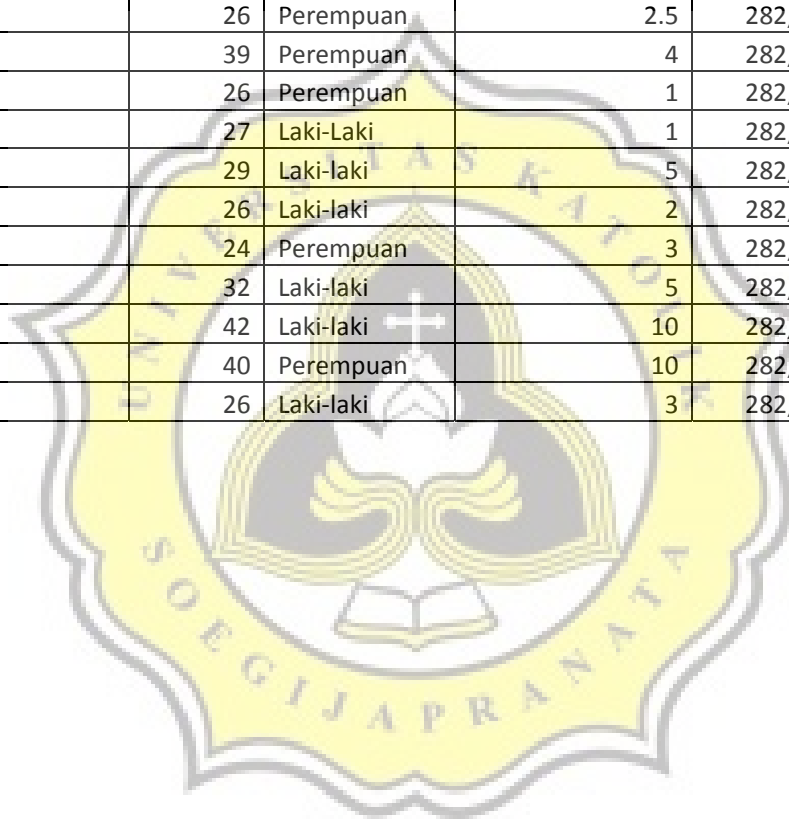 26 Perempuan 2.5 282,
39 Perempuan 4 282,
26 Perempuan 1 282,
27 Laki-Laki 1 282,
29 Laki-laki 5 282,
26 Laki-laki 2 282,
24 Perempuan 3 282,
32 Laki-laki 5 282,
42 Laki-laki 10 282,
40 Perempuan 10 282,
26 Laki-laki 3 282,
UNIVERSITAS KATOLIK
SOEGIJAPRANATA